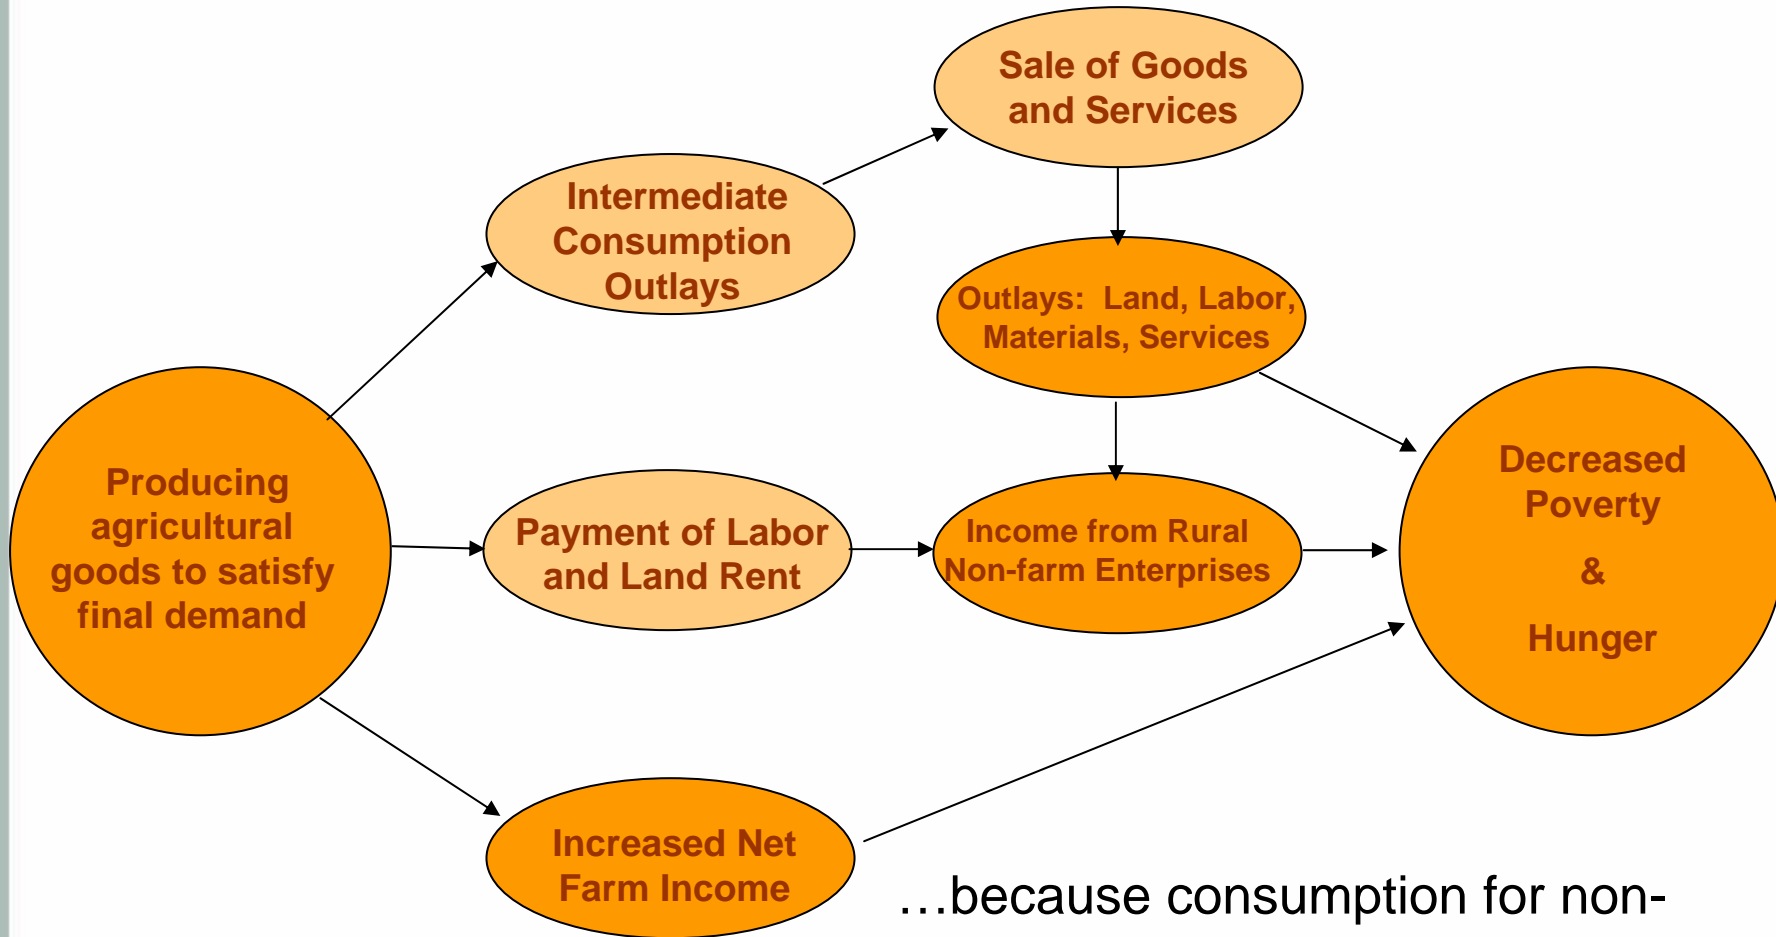 Sale of Goods
and Services
Intermediate
Consumption
Outlays
Outlays:  Land, Labor,
Materials, Services
Producing
agricultural
goods to satisfy
final demand
Payment of Labor
and Land Rent
Income from Rural
Non-farm Enterprises
Decreased
Poverty
&
Hunger
Increased Net
Farm Income
…because consumption for non-